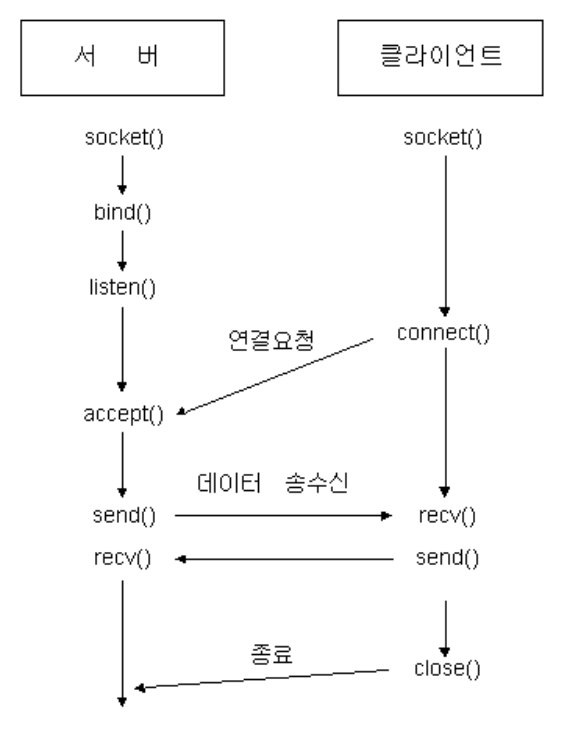 서 버 클라이언트
socket() socket()
bind()
listen()
연결요청 connect()
accept()
데이터 송수신
send() recv()
recv() send()
종료 close()